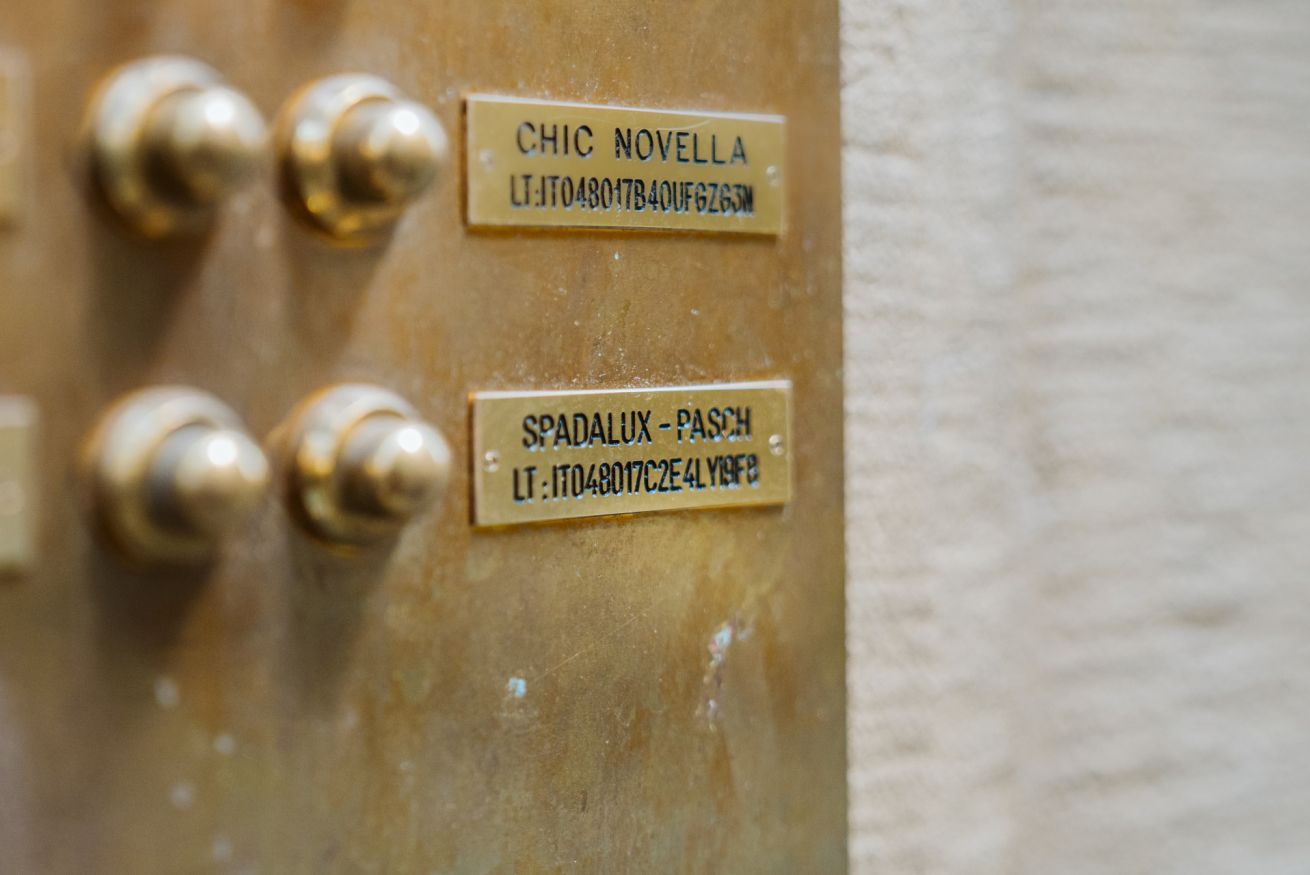 CHIC NOVELLA
LT:IT048017B40UFGZG3M
SPADALUX - PASCH
LT:IT048017C2E4LYI9F8